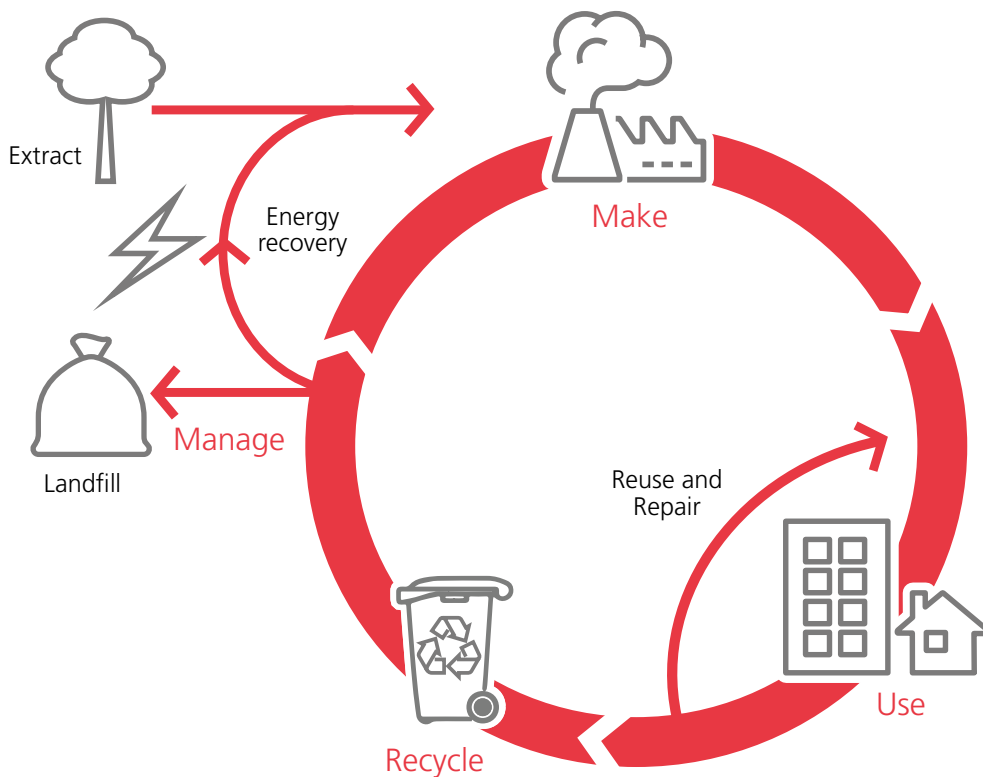 Extract
Make
Energy
recovery
Manage
Landfill
Reuse and
Repair
Use
Recycle